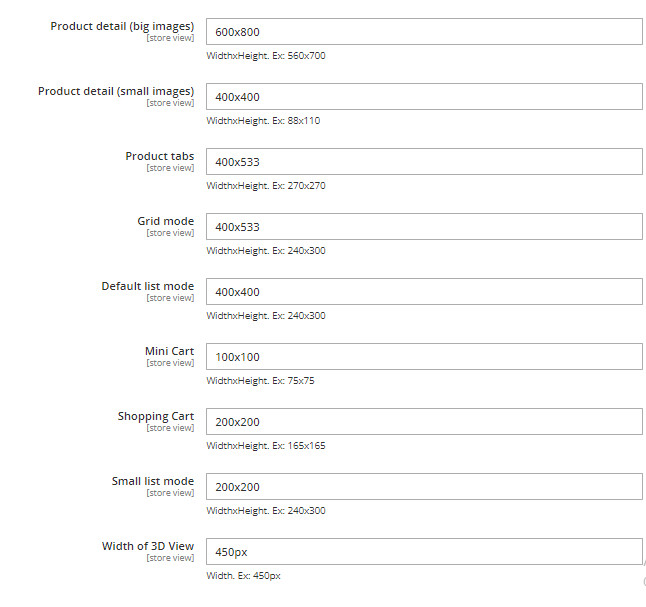 Product detail (big images)
[store view]
600x800
WidthxHeight. Ex: 560x700
Product detail (small images)
[store view]
400x400
WidthxHeight. Ex: 88x110
Product tabs
[store view]
400x533
WidthxHeight. Ex: 270x270
Grid mode
[store view]
400x533
WidthxHeight. Ex: 240x300
Default list mode
[store view]
400x400
WidthxHeight. Ex: 240x300
Mini Cart
[store view]
100x100
WidthxHeight. Ex: 75x75
Shopping Cart
[store view]
200x200
WidthxHeight. Ex: 165x165
Small list mode
[store view]
200x200
WidthxHeight. Ex: 240x300
Width of 3D View
[store view]
450px
Width. Ex: 450px